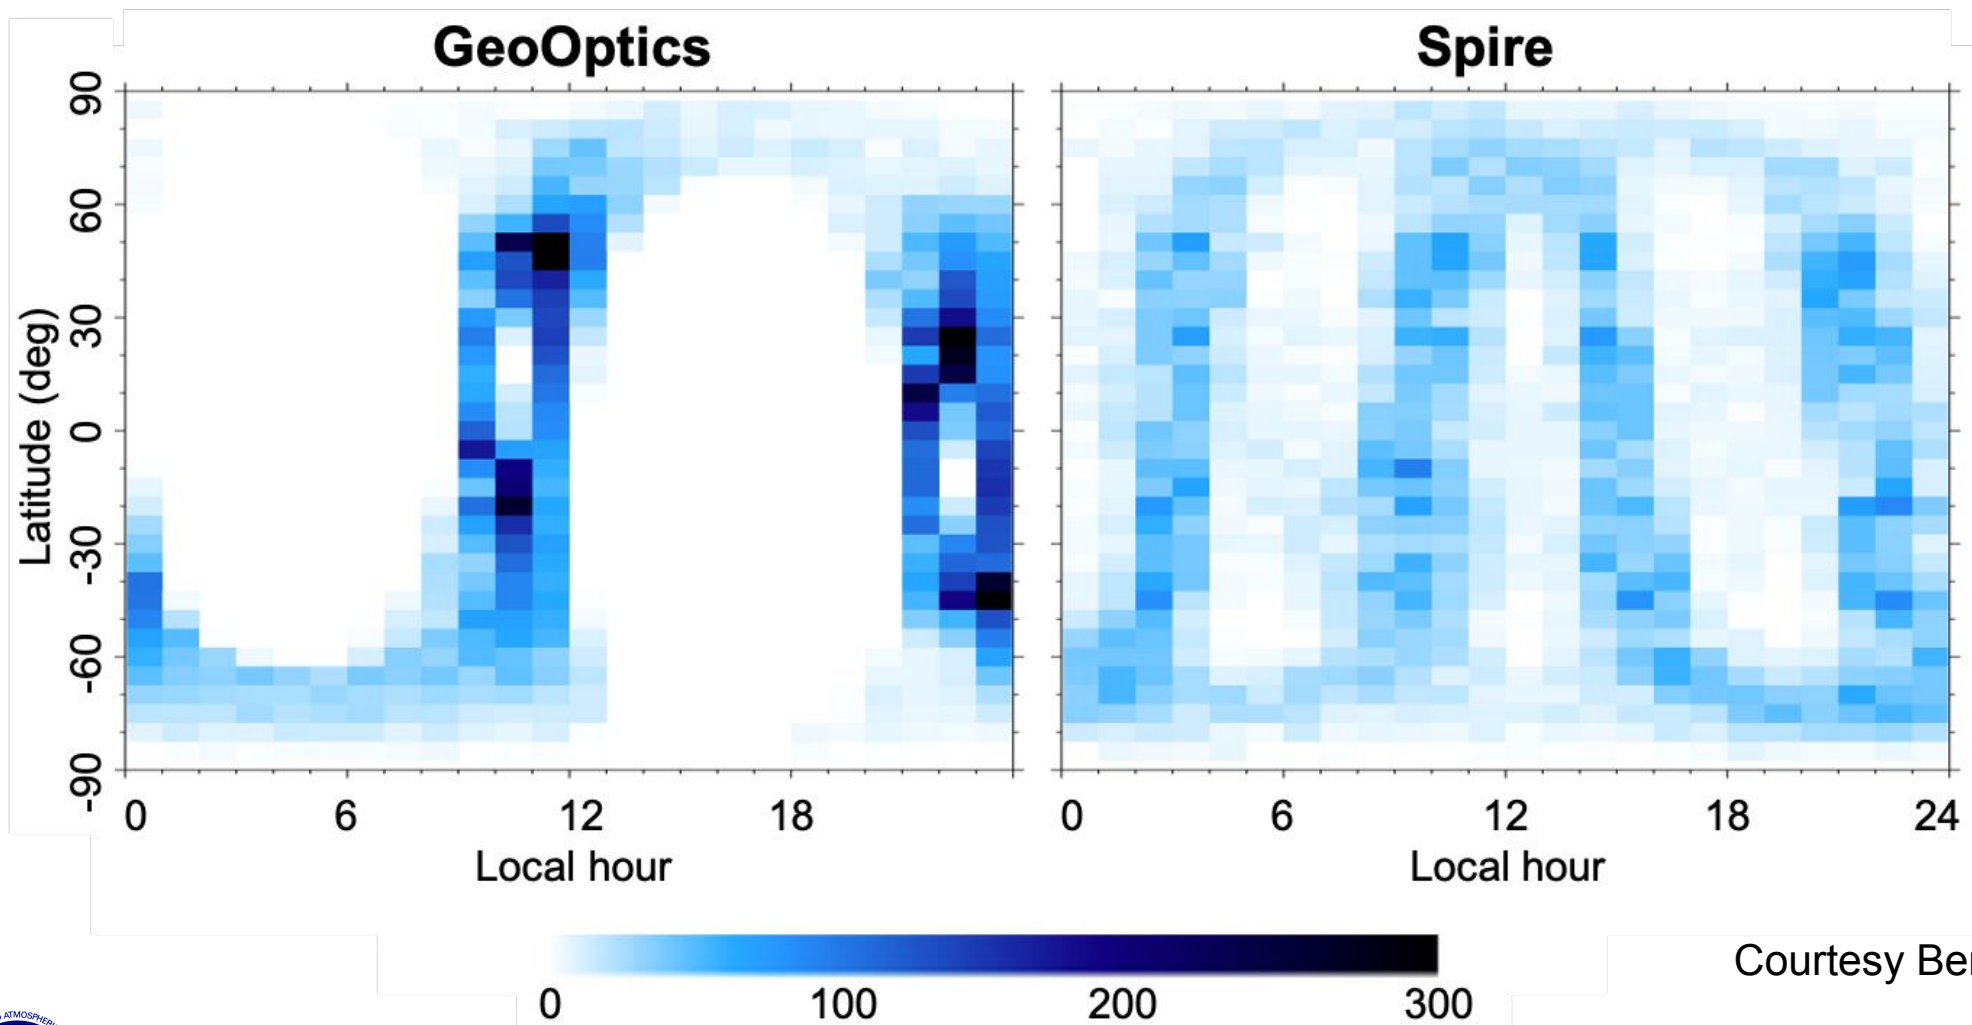 GeoOptics
Spire
90
60
30
0
-30
-60
-90
Latitude (deg)
0 6 12 18
0 6 12 18 24
Local hour
Local hour
0 100 200 300
Courtesy
ATMOSPHE